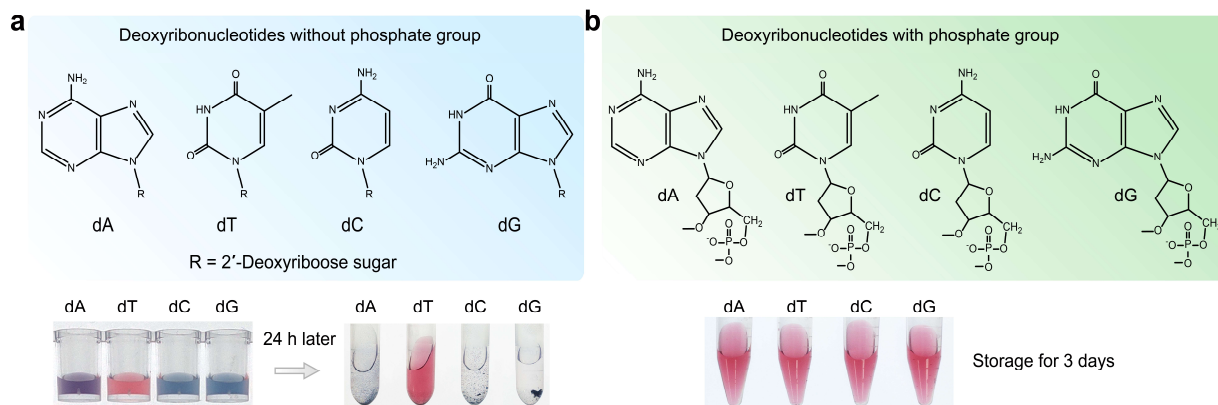 a
Deoxyribonucleotides without phosphate group
NH₂
N
N
N
N
R
dA
O
HN
O
N
R
dT
NH₂
N
O
N
R
dC
O
HN
H₂N
N
N
N
R
dG
R = 2′-Deoxyriboose sugar
dA dT dC dG
24 h later
dA dT dC dG
b
Deoxyribonucleotides with phosphate group
NH₂
N
N
N
N
dA
O
O
CH₂
O
⁻O-P-O
O
O
HN
O
N
dT
O
O
CH₂
O
⁻O-P-O
O
NH₂
N
O
N
dC
O
O
CH₂
O
⁻O-P-O
O
O
HN
H₂N
N
N
N
dG
O
O
CH₂
O
⁻O-P-O
O
dA dT dC dG
Storage for 3 days